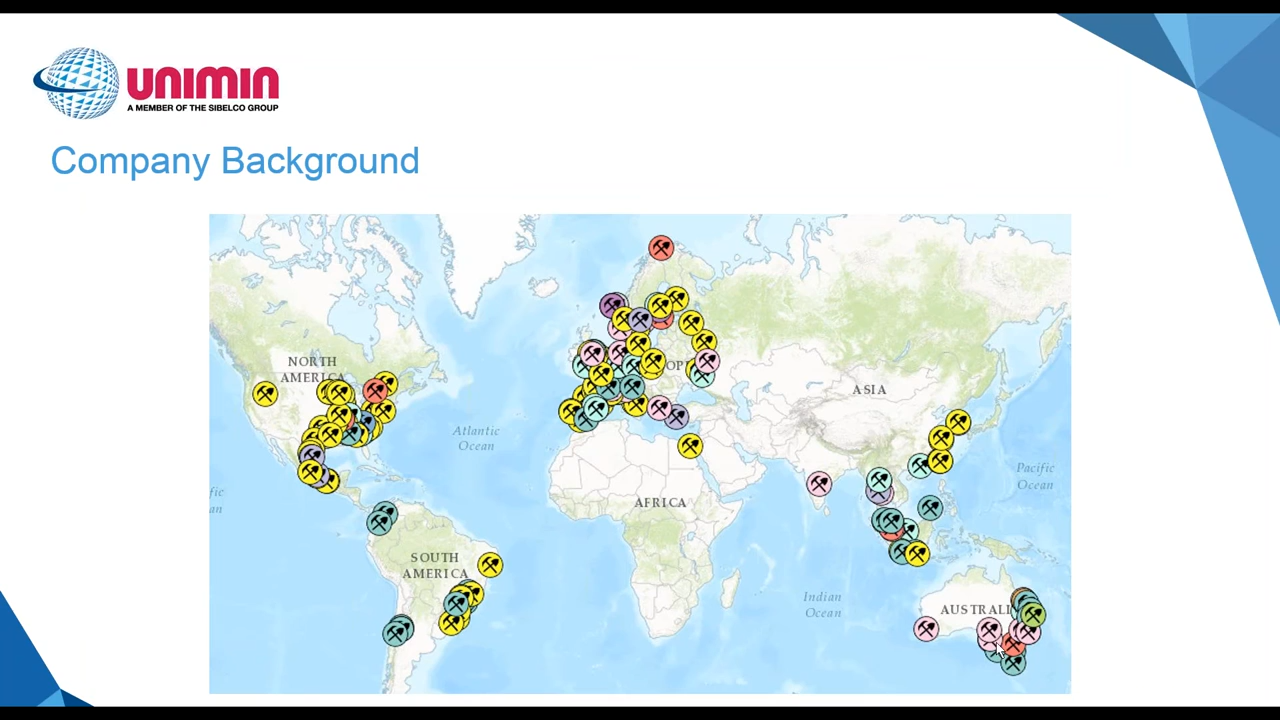 UNIMIN
A MEMBER OF THE SIBELCO GROUP
Company Background
NORTH
AMERICA
Atlantic
Ocean
ASIA
Pacific
Ocean
AFRICA
SOUTH
AMERICA
Indian
Ocean
AUSTRALI